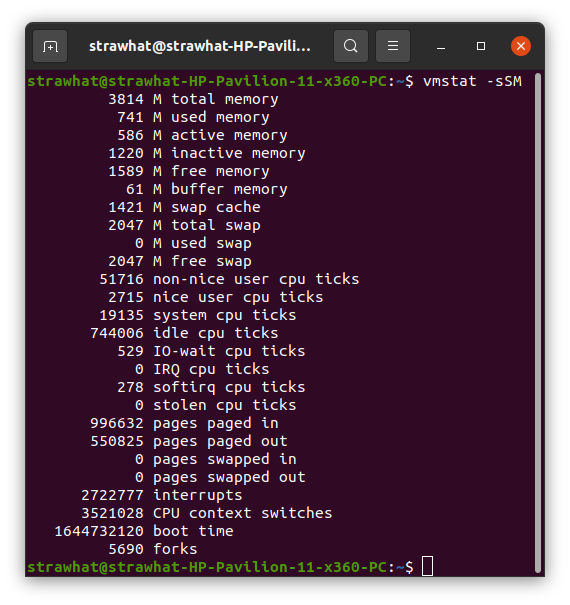 strawhat@strawhat-HP-Pavili...
strawhat@strawhat-HP-Pavilion-11-x360-PC:~$ vmstat -sSM
3814 M total memory
741 M used memory
586 M active memory
1220 M inactive memory
1589 M free memory
61 M buffer memory
1421 M swap cache
2047 M total swap
0 M used swap
2047 M free swap
51716 non-nice user cpu ticks
2715 nice user cpu ticks
19135 system cpu ticks
744006 idle cpu ticks
529 IO-wait cpu ticks
0 IRQ cpu ticks
278 softirq cpu ticks
0 stolen cpu ticks
996632 pages paged in
550825 pages paged out
0 pages swapped in
0 pages swapped out
2722777 interrupts
3521028 CPU context switches
1644732120 boot time
5690 forks
strawhat@strawhat-HP-Pavilion-11-x360-PC:~$